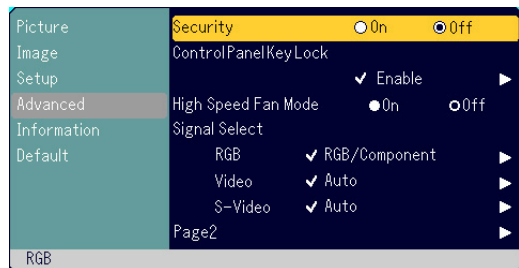 Picture
Image
Setup
Advanced
Information
Default
Security On Off
ControlPanelKeyLock
Enable
High Speed Fan Mode On Off
Signal Select
RGB RGB/Component
Video Auto
S-Video Auto
Page2
RGB